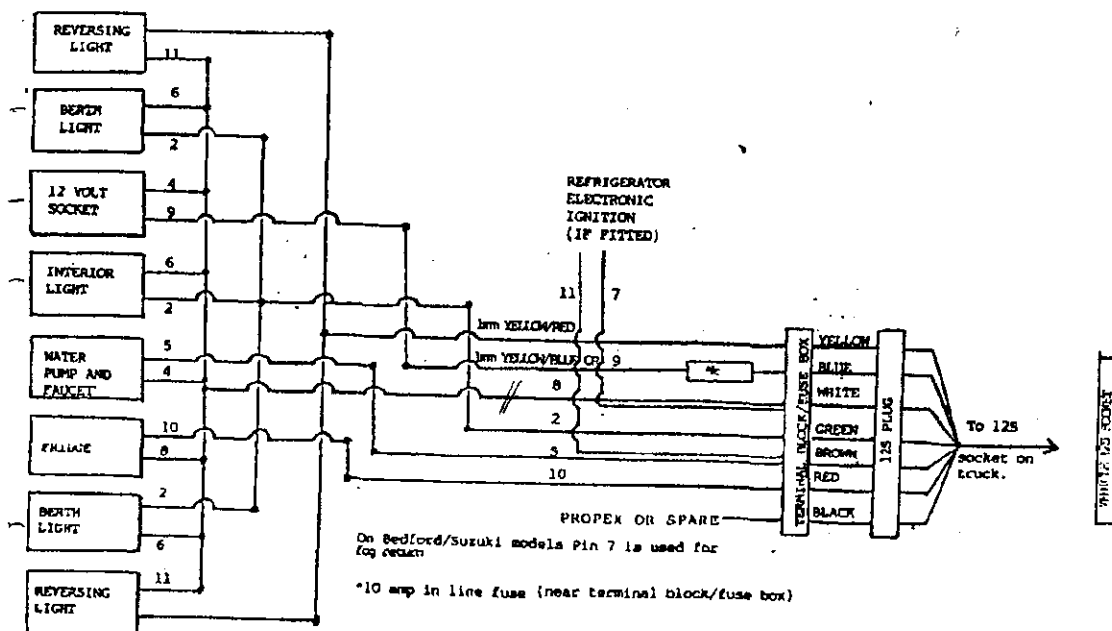 REVERSING
LIGHT
11
6
BERTH
LIGHT
2
12 VOLT
SOCKET
4
9
INTERIOR
LIGHT
6
2
WATER
PUMP AND
FAUCET
5
4
FRIDGE
10
8
BERTH
LIGHT
2
6
REVERSING
LIGHT
11
REFRIGERATOR
ELECTRONIC
IGNITION
(IF FITTED)
11
7
YELLOW/RED
YELLOW/BLUE OR 9
8
2
5
10
PROPEX OR SPARE
TERMINAL BLOCK/FUSE BOX
YELLOW
BLUE
WHITE
GREEN
BROWN
RED
BLACK
12S PLUG
To 12S
socket on
truck.
12S SOCKET
On Bedford/Suzuki models Pin 7 is used for
fog return
*10 amp in line fuse (near terminal block/fuse box)